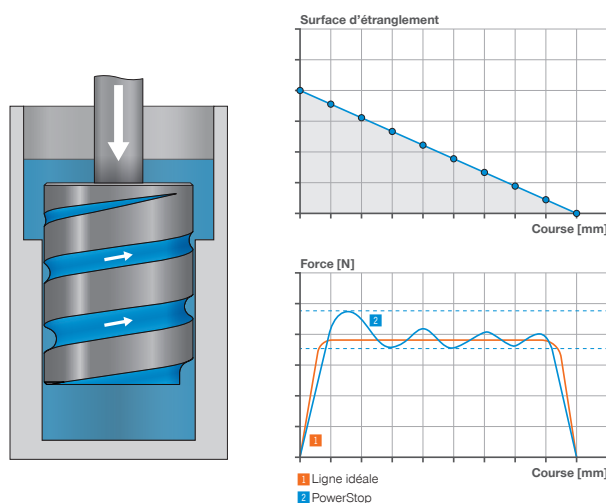 Surface d'étranglement
Course [mm]
Force [N]
2
1
Course [mm]
1 Ligne idéale
2 PowerStop